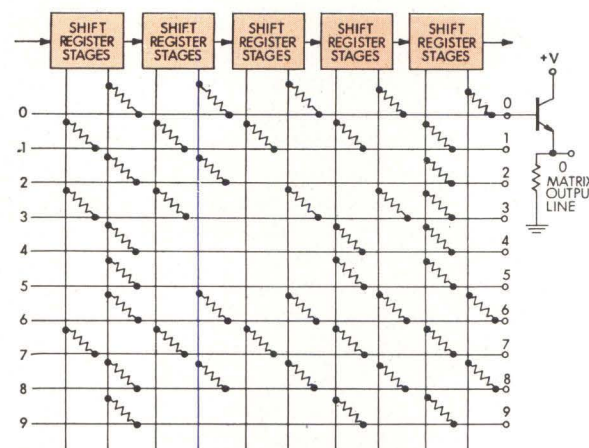 SHIFT
REGISTER
STAGES
SHIFT
REGISTER
STAGES
SHIFT
REGISTER
STAGES
SHIFT
REGISTER
STAGES
SHIFT
REGISTER
STAGES
+V
0
0
1
1
2
2
3
3
4
4
5
5
6
6
7
7
8
8
9
9
0
MATRIX
OUTPU
LINE